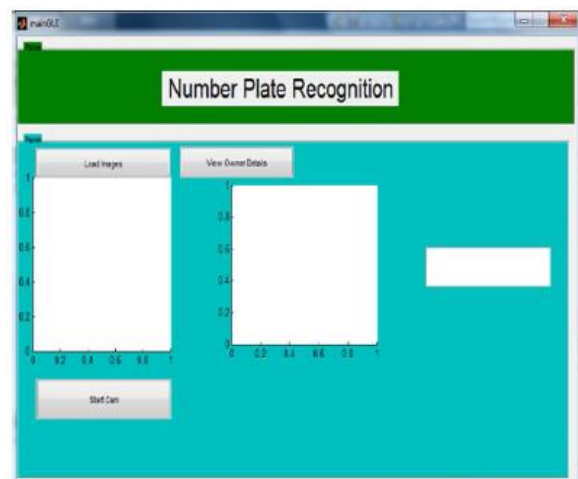 mainGUI
Panel
Number Plate Recognition
Panel
Load Images
View Owner Details
1
0.8
0.6
0.4
0.2
0
0 0.2 0.4 0.6 0.8 1
1
0.8
0.6
0.4
0.2
0
0 0.2 0.4 0.6 0.8 1
Start Cam